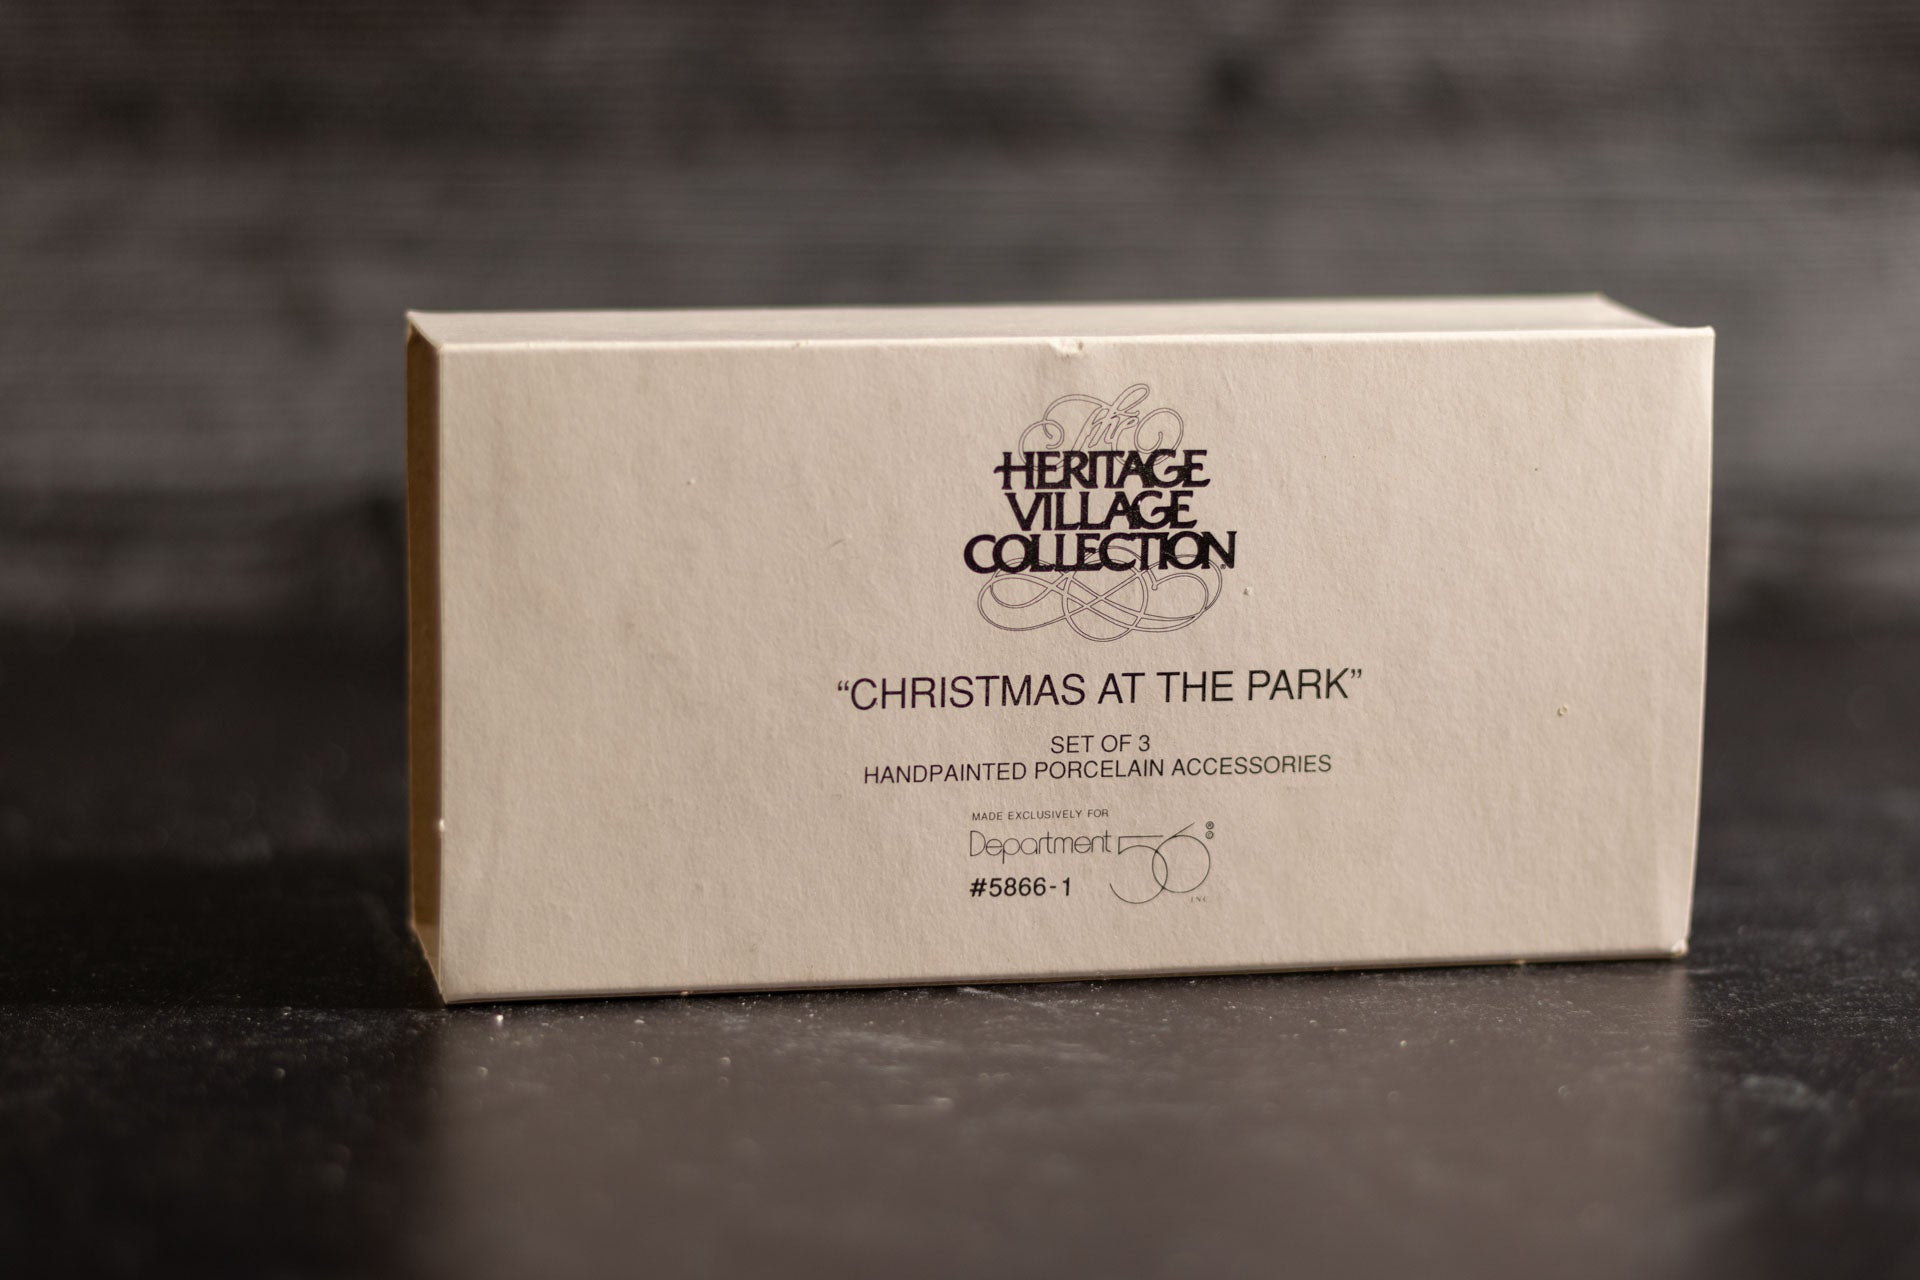 The
HERITAGE
VILLAGE
COLLECTION®
“CHRISTMAS AT THE PARK”
SET OF 3
HANDPAINTED PORCELAIN ACCESSORIES
MADE EXCLUSIVELY FOR
Department 56 ® ©
#5866-1 INC